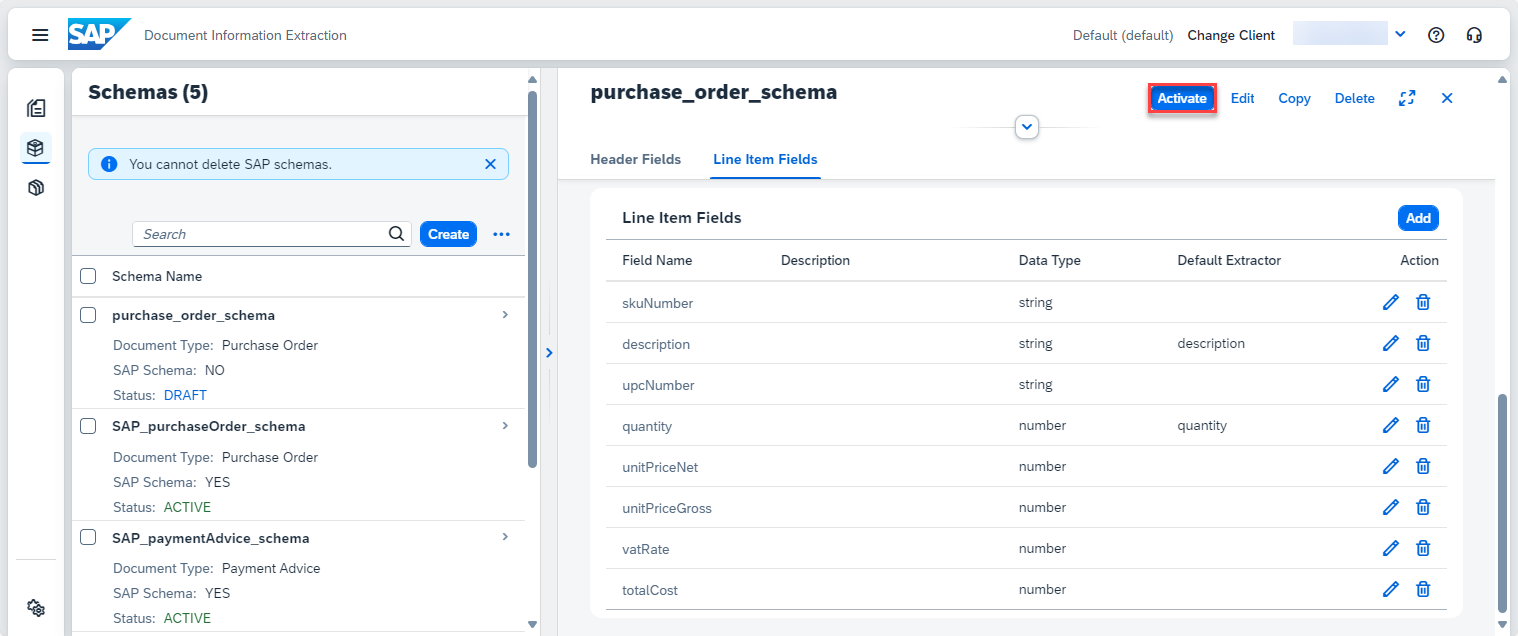 SAP Document Information Extraction Default (default) Change Client
Schemas (5)
You cannot delete SAP schemas.
Search Create
Schema Name
purchase_order_schema
Document Type: Purchase Order
SAP Schema: NO
Status: DRAFT
SAP_purchaseOrder_schema
Document Type: Purchase Order
SAP Schema: YES
Status: ACTIVE
SAP_paymentAdvice_schema
Document Type: Payment Advice
SAP Schema: YES
Status: ACTIVE
purchase_order_schema
Activate Edit Copy Delete
Header Fields Line Item Fields
Line Item Fields Add
Field Name Description Data Type Default Extractor Action
skuNumber string
description string description
upcNumber string
quantity number quantity
unitPriceNet number
unitPriceGross number
vatRate number
totalCost number